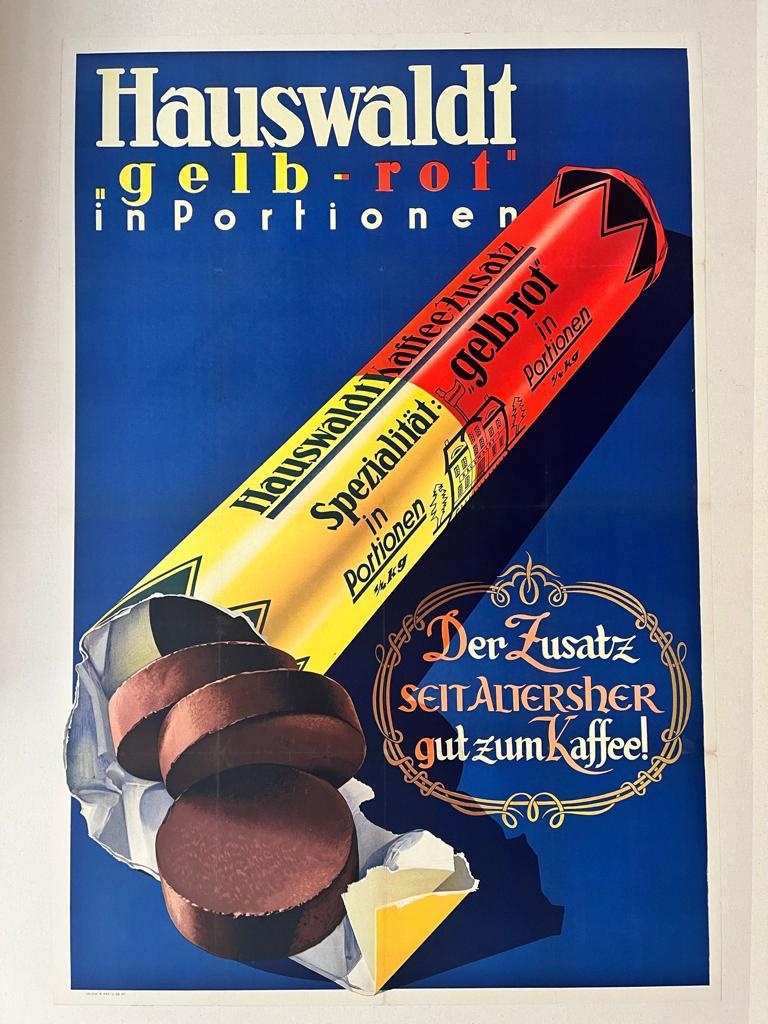 Hauswaldt
„gelb-rot"
in Portionen
Hauswaldt Kaffee Zusatz
Spezialität: „gelb-rot"
in Portionen
in Portionen
Der Zusatz
SEIT ALTERSHER
gut zum Kaffee!